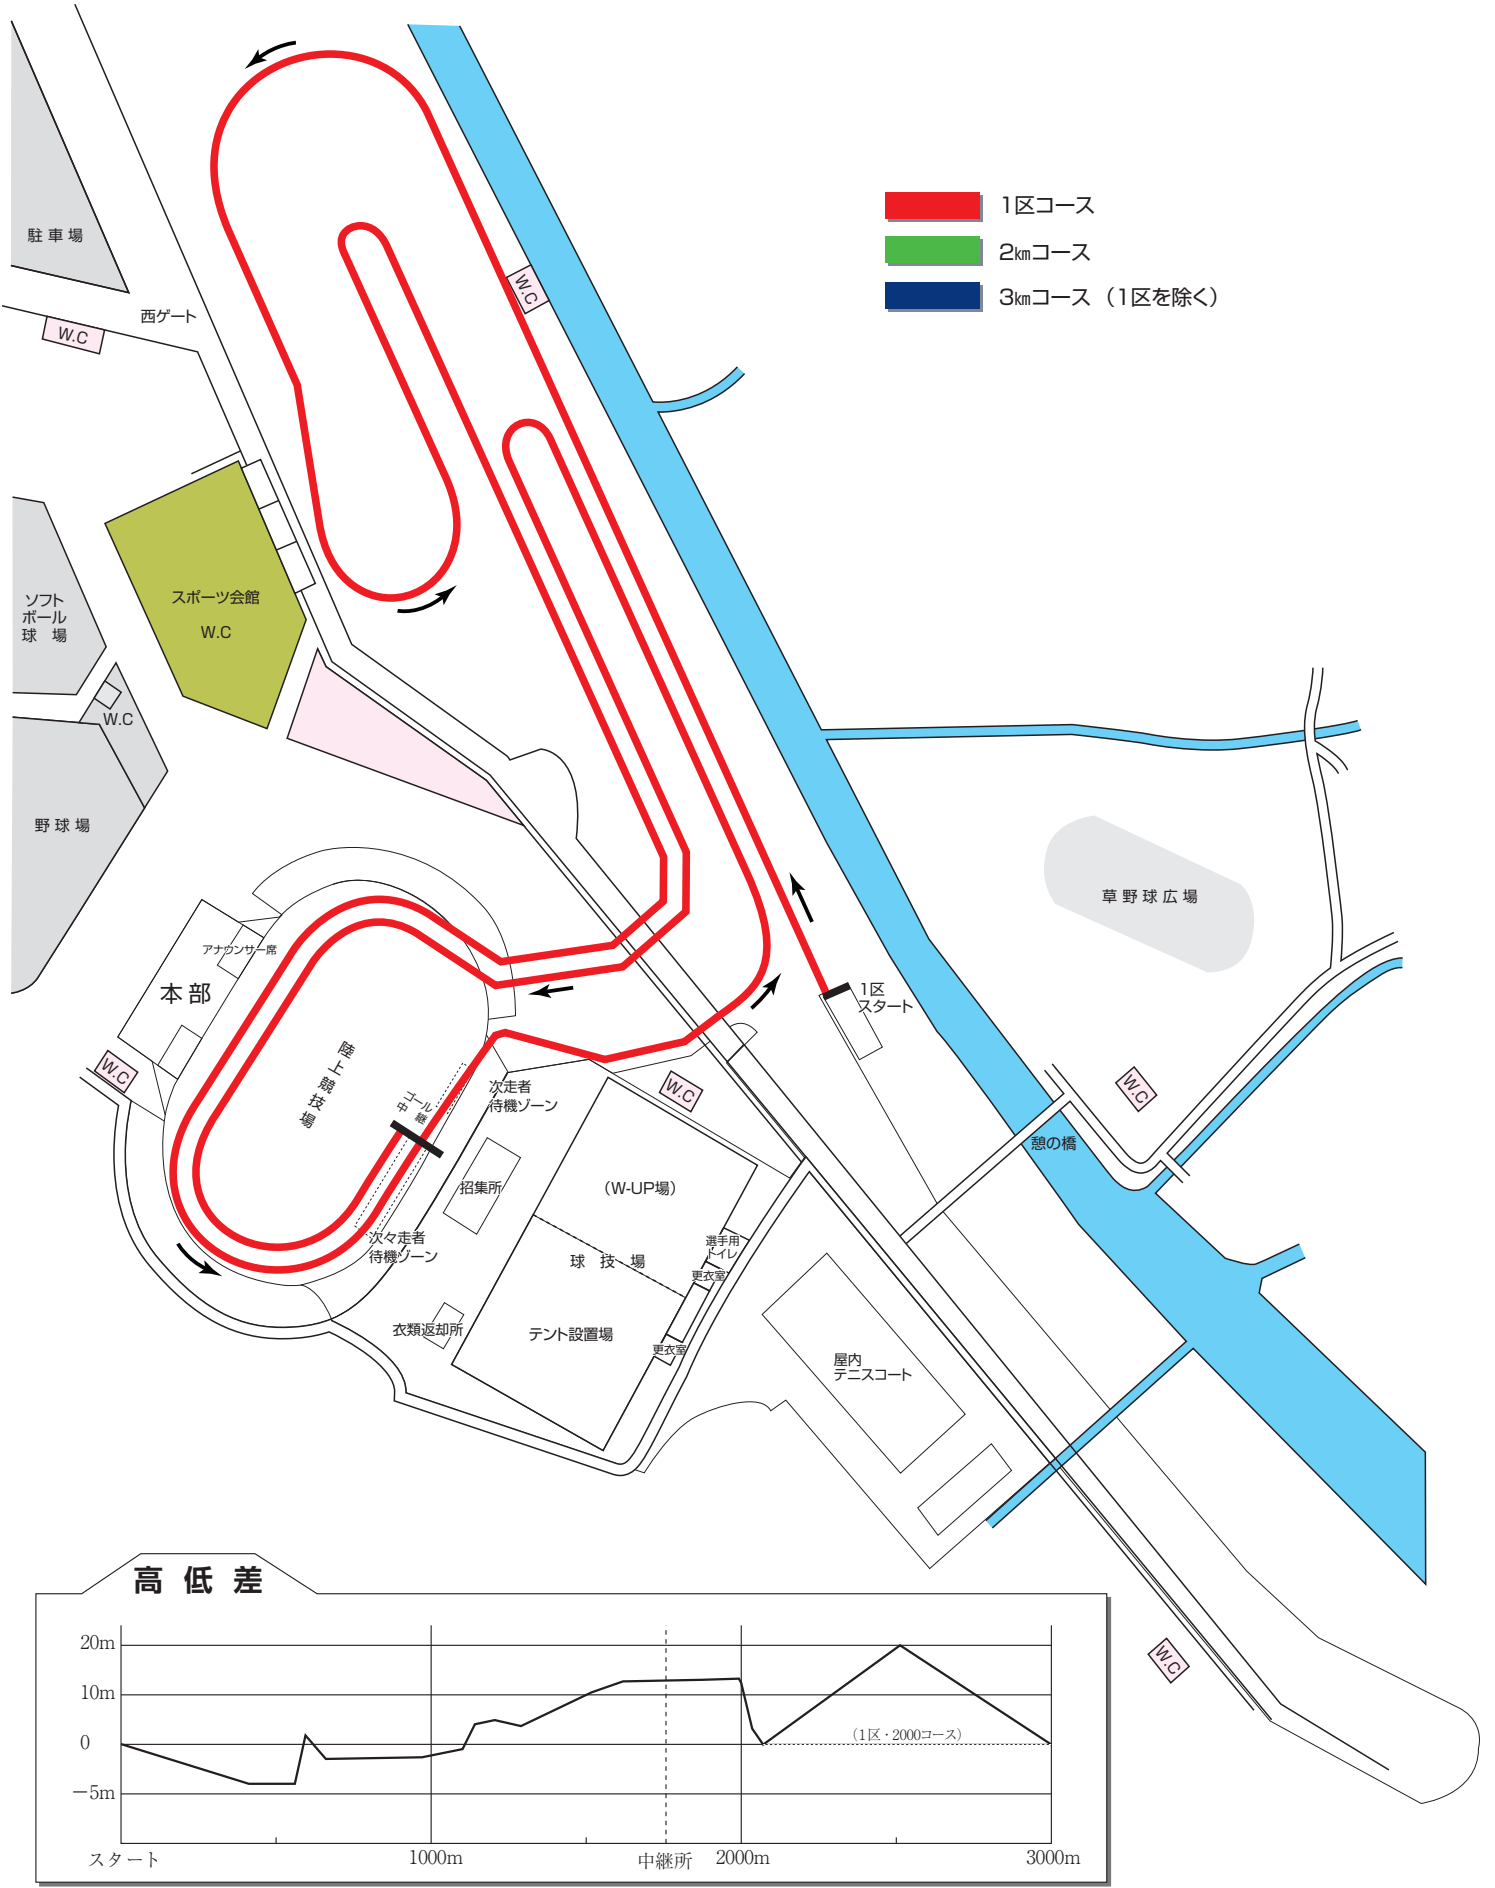 1区コース
2㎞コース
3㎞コース（1区を除く）
駐車場
西ゲート
W.C
W.C
ソフト
ボール
球 場
スポーツ会館
W.C
W.C
野球場
草野球広場
アナウンサー席
本部
1区
スタート
陸上競技場
W.C
ゴール
中 継
次走者
待機ゾーン
W.C
W.C
憩の橋
招集所
（W-UP場）
次々走者
待機ゾーン
選手用
トイレ
球 技 場
更衣室
衣類返却所
テント設置場
更衣室
屋内
テニスコート
W.C
高低差
20m
10m
0
（1区・2000コース）
－5m
スタート
1000m
中継所
2000m
3000m